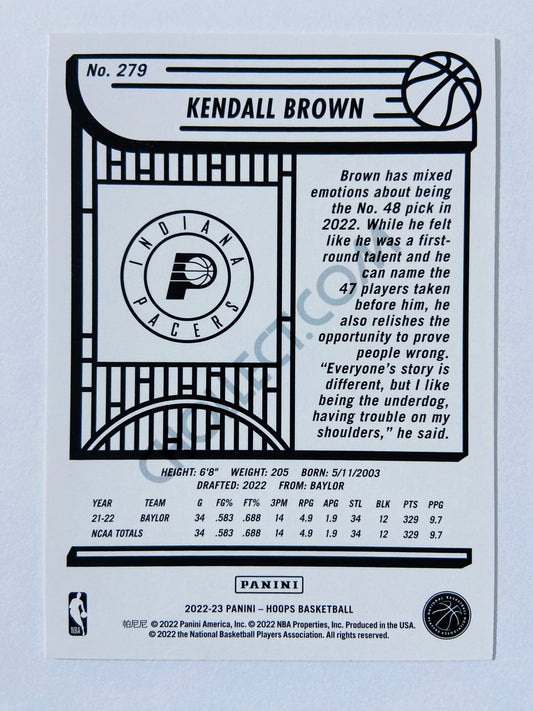 No. 279
KENDALL BROWN
INDIANA
PACERS
Brown has mixed
emotions about being
the No. 48 pick in
2022. While he felt
like he was a first-
round talent and he
can name the
47 players taken
before him, he
also relishes the
opportunity to prove
people wrong.
“Everyone’s story is
different, but I like
being the underdog,
having trouble on my
shoulders,” he said.
HEIGHT: 6'8" WEIGHT: 205 BORN: 5/11/2003
DRAFTED: 2022 FROM: BAYLOR
YEAR TEAM G FG% FT% 3PM RPG APG STL BLK PTS PPG
21-22 BAYLOR 34 .583 .688 14 4.9 1.9 34 12 329 9.7
NCAA TOTALS 34 .583 .688 14 4.9 1.9 34 12 329 9.7
PANINI
2022-23 PANINI – HOOPS BASKETBALL
帕尼尼 © 2022 Panini America, Inc. © 2022 NBA Properties, Inc. Produced in the USA.
© 2022 the National Basketball Players Association. All rights reserved.
NBA
NATIONAL BASKETBALL
PLAYERS ASSOCIATION